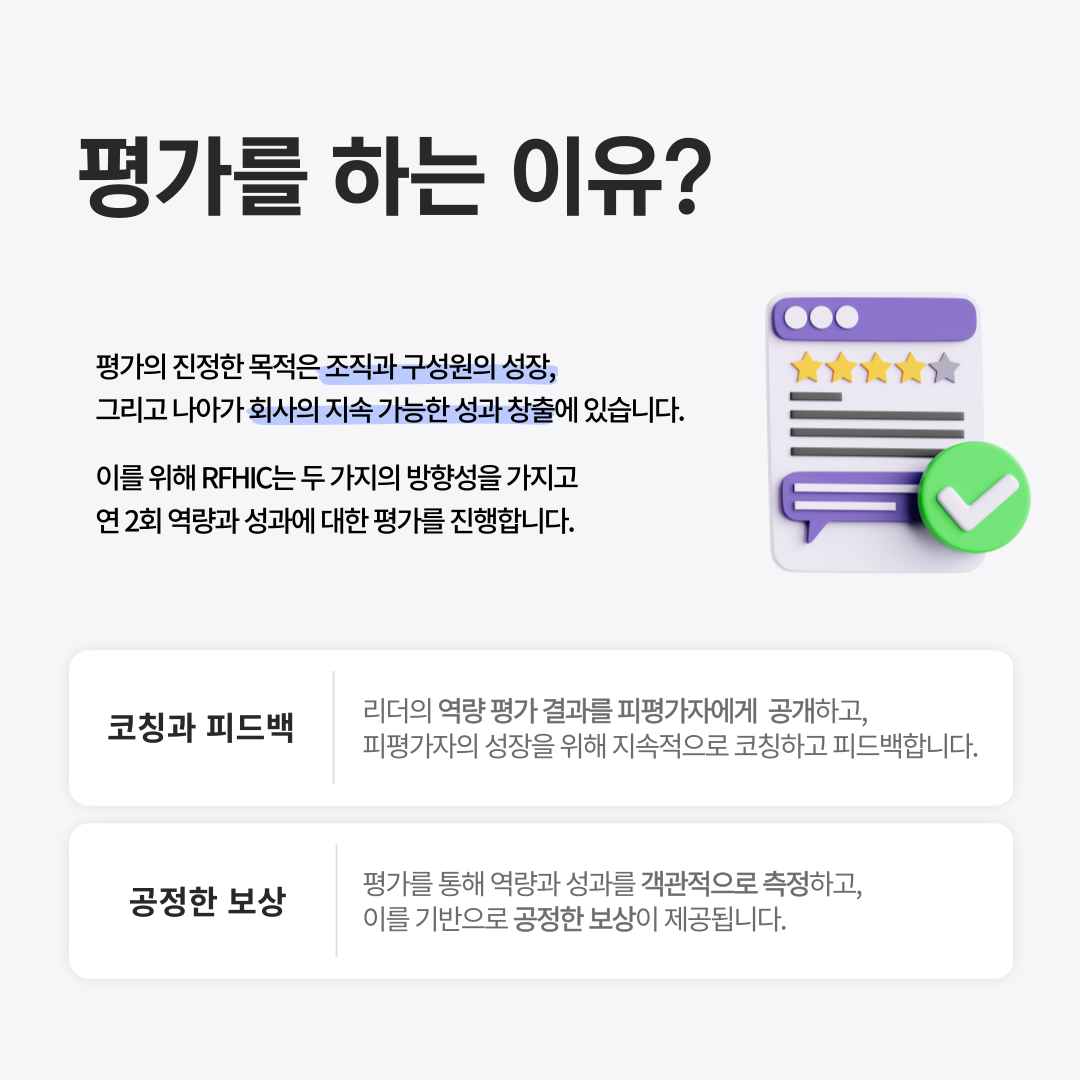 평가를 하는 이유?
평가의 진정한 목적은 조직과 구성원의 성장,
그리고 나아가 회사의 지속 가능한 성과 창출에 있습니다.
이를 위해 RFHIC는 두 가지의 방향성을 가지고
연 2회 역량과 성과에 대한 평가를 진행합니다.
코칭과 피드백
리더의 역량 평가 결과를 피평가자에게 공개하고,
피평가자의 성장을 위해 지속적으로 코칭하고 피드백합니다.
공정한 보상
평가를 통해 역량과 성과를 객관적으로 측정하고,
이를 기반으로 공정한 보상이 제공됩니다.